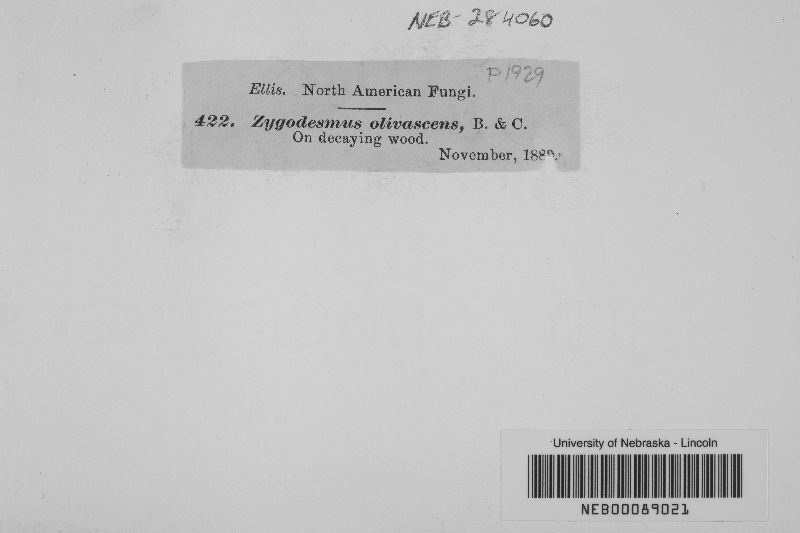 NEB-284060
P1929
Ellis. North American Fungi.
422. Zygodesmus olivascens, B. & C.
On decaying wood.
November,
University of Nebraska - Lincoln
NEB00089021